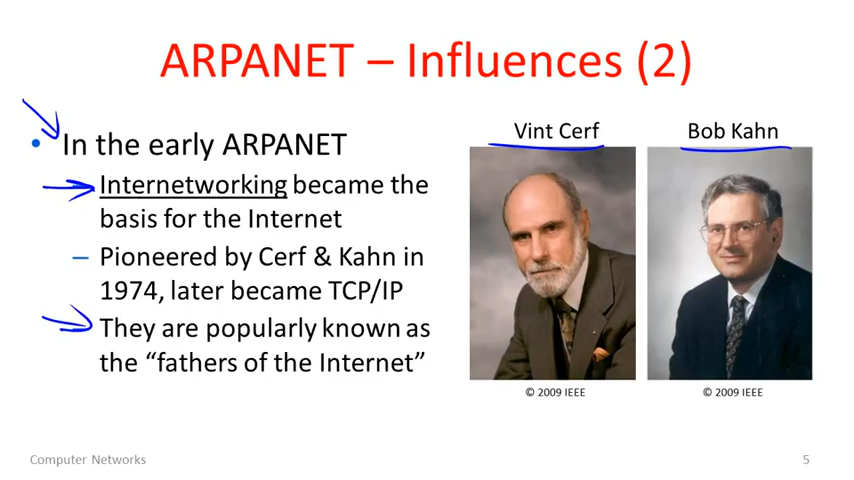 ARPANET – Influences (2)
• In the early ARPANET
Internetworking became the
basis for the Internet
– Pioneered by Cerf & Kahn in
1974, later became TCP/IP
They are popularly known as
the “fathers of the Internet”
Vint Cerf
Bob Kahn
© 2009 IEEE
© 2009 IEEE
Computer Networks
5